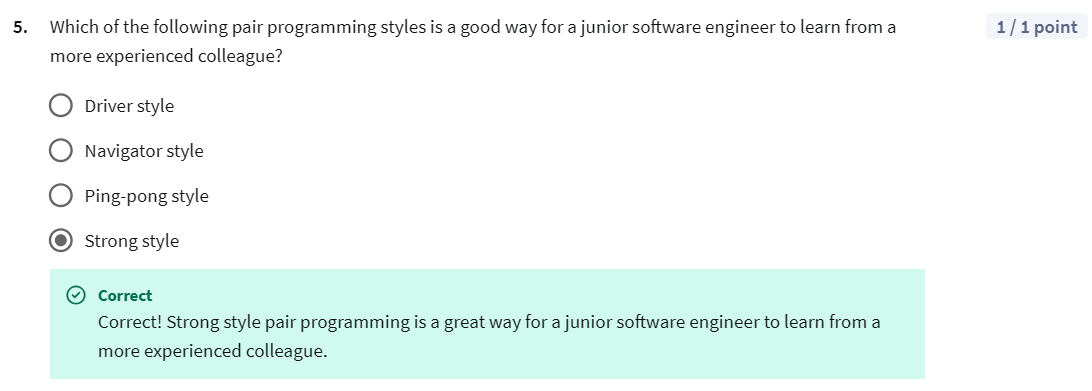 5. Which of the following pair programming styles is a good way for a junior software engineer to learn from a
1 / 1 point
more experienced colleague?
Driver style
Navigator style
Ping-pong style
Strong style
Correct
Correct! Strong style pair programming is a great way for a junior software engineer to learn from a
more experienced colleague.